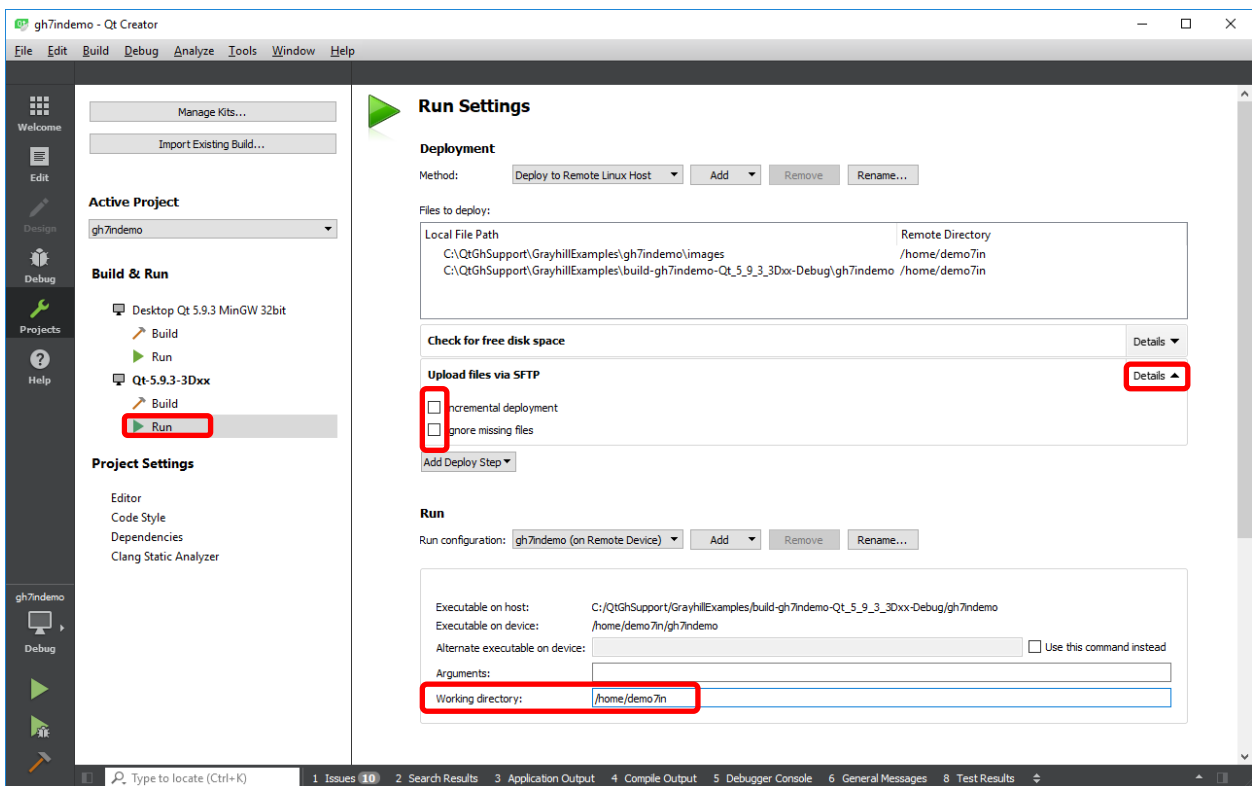 gh7indemo - Qt Creator
File Edit Build Debug Analyze Tools Window Help
Welcome
Edit
Design
Debug
Projects
Help
gh7indemo
Debug
Manage Kits...
Import Existing Build...
Active Project
gh7indemo
Build & Run
Desktop Qt 5.9.3 MinGW 32bit
Build
Run
Qt-5.9.3-3Dxx
Build
Run
Project Settings
Editor
Code Style
Dependencies
Clang Static Analyzer
Run Settings
Deployment
Method: Deploy to Remote Linux Host Add Remove Rename...
Files to deploy:
Local File Path Remote Directory
C:\QtGhSupport\GrayhillExamples\gh7indemo\images /home/demo7in
C:\QtGhSupport\GrayhillExamples\build-gh7indemo-Qt_5_9_3_3Dxx-Debug\gh7indemo /home/demo7in
Check for free disk space Details
Upload files via SFTP Details
ncremental deployment
gnore missing files
Add Deploy Step
Run
Run configuration: gh7indemo (on Remote Device) Add Remove Rename...
Executable on host: C:/QtGhSupport/GrayhillExamples/build-gh7indemo-Qt_5_9_3_3Dxx-Debug/gh7indemo
Executable on device: /home/demo7in/gh7indemo
Alternate executable on device: Use this command instead
Arguments:
Working directory: /home/demo7in
Type to locate (Ctrl+K) 1 Issues 10 2 Search Results 3 Application Output 4 Compile Output 5 Debugger Console 6 General Messages 8 Test Results